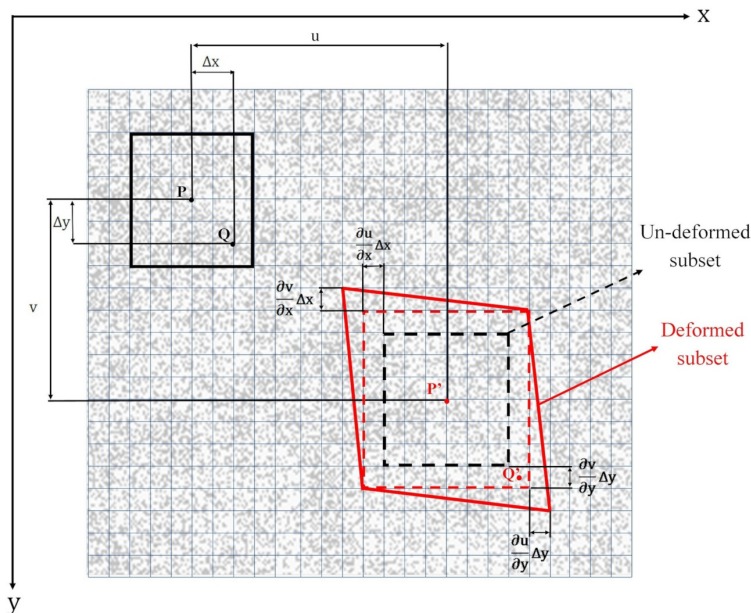 x
u
Δx
P
Δy
Q
v
∂u/∂x Δx
∂v/∂x Δx
Un-deformed
subset
Deformed
subset
P'
Q'
∂v/∂y Δy
∂u/∂y Δy
y